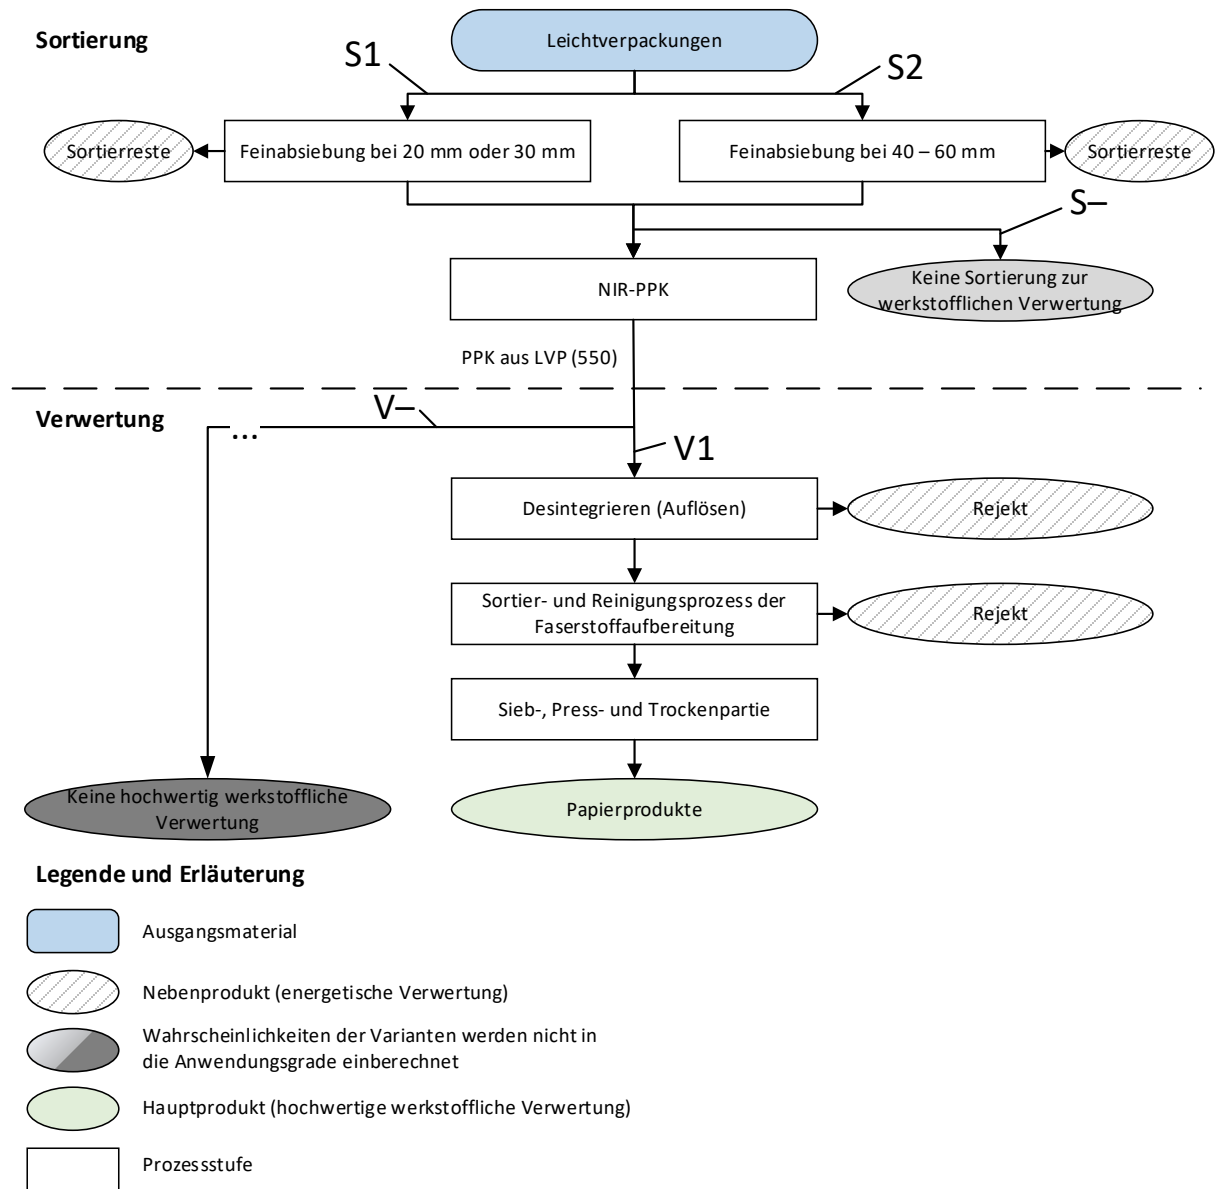 Sortierung
Leichtverpackungen
S1
S2
Sortierreste
Feinabsiebung bei 20 mm oder 30 mm
Feinabsiebung bei 40 – 60 mm
Sortierreste
S–
NIR-PPK
Keine Sortierung zur
werkstofflichen Verwertung
PPK aus LVP (550)
Verwertung
V–
...
V1
Desintegrieren (Auflösen)
Rejekt
Sortier- und Reinigungsprozess der
Faserstoffaufbereitung
Rejekt
Sieb-, Press- und Trockenpartie
Keine hochwertig werkstoffliche
Verwertung
Papierprodukte
Legende und Erläuterung
Ausgangsmaterial
Nebenprodukt (energetische Verwertung)
Wahrscheinlichkeiten der Varianten werden nicht in
die Anwendungsgrade einberechnet
Hauptprodukt (hochwertige werkstoffliche Verwertung)
Prozessstufe